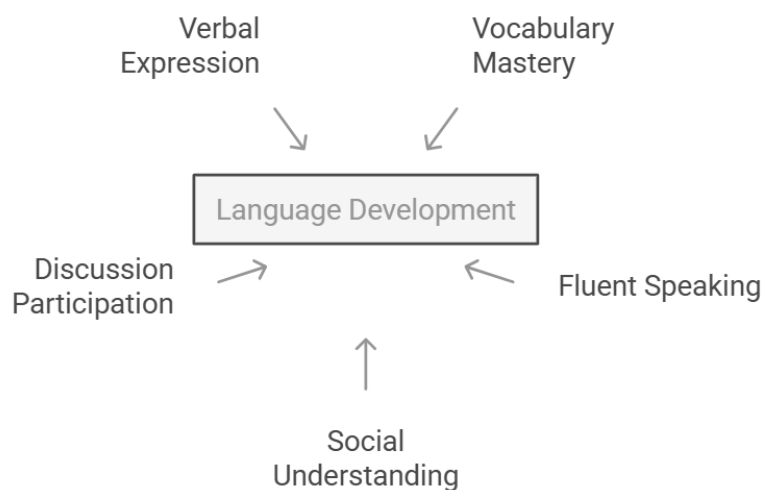 Verbal
Expression
Vocabulary
Mastery
Language Development
Discussion
Participation
Fluent Speaking
Social
Understanding